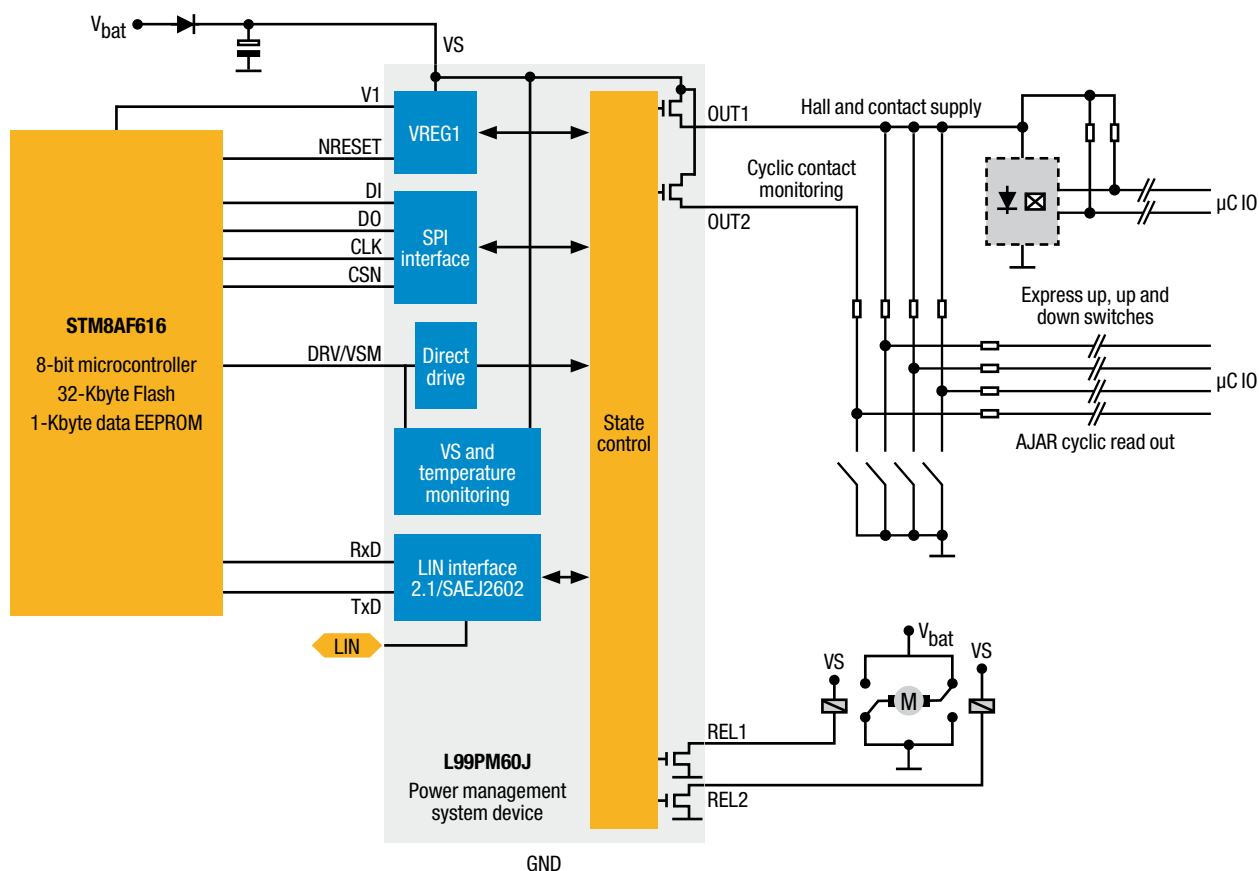 Vbat
VS
V1
NRESET
DI
DO
CLK
CSN
DRV/VSM
RxD
TxD
LIN
STM8AF616
8-bit microcontroller
32-Kbyte Flash
1-Kbyte data EEPROM
VREG1
SPI
interface
Direct
drive
VS and
temperature
monitoring
LIN interface
2.1/SAEJ2602
State
control
L99PM60J
Power management
system device
GND
OUT1
Hall and contact supply
Cyclic contact
monitoring
OUT2
µC IO
Express up, up and
down switches
µC IO
AJAR cyclic read out
Vbat
VS
VS
M
REL1
REL2